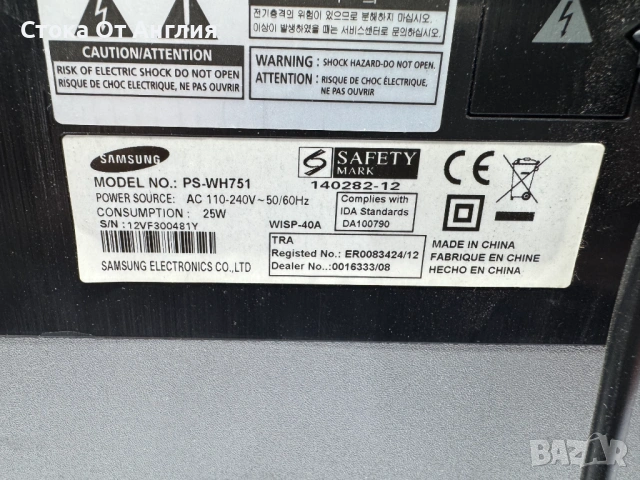 Стока От Англия
CAUTION/ATTENTION
RISK OF ELECTRIC SHOCK DO NOT OPEN
RISQUE DE CHOC ELECTRIQUE, NE PAS OUVRIR
전기충격의 위험이 있으므로 분해하지 마십시오.
이상이 발생하였을 때는 서비스센터로 문의하십시오.
WARNING : SHOCK HAZARD-DO NOT OPEN.
ATTENTION : RISQUE DE CHOC ÉLECTRIQUE,
NE PAS OUVRIR.
SAMSUNG
MODEL NO.: PS-WH751
POWER SOURCE: AC 110-240V~50/60Hz
CONSUMPTION : 25W
S/N : 12VF300481Y
SAMSUNG ELECTRONICS CO.,LTD
S SAFETY
MARK
140282-12
WISP-40A
Complies with
IDA Standards
DA100790
TRA
Registed No.: ER0083424/12
Dealer No.:0016333/08
CE
MADE IN CHINA
FABRIQUE EN CHINE
HECHO EN CHINA
BAZAR